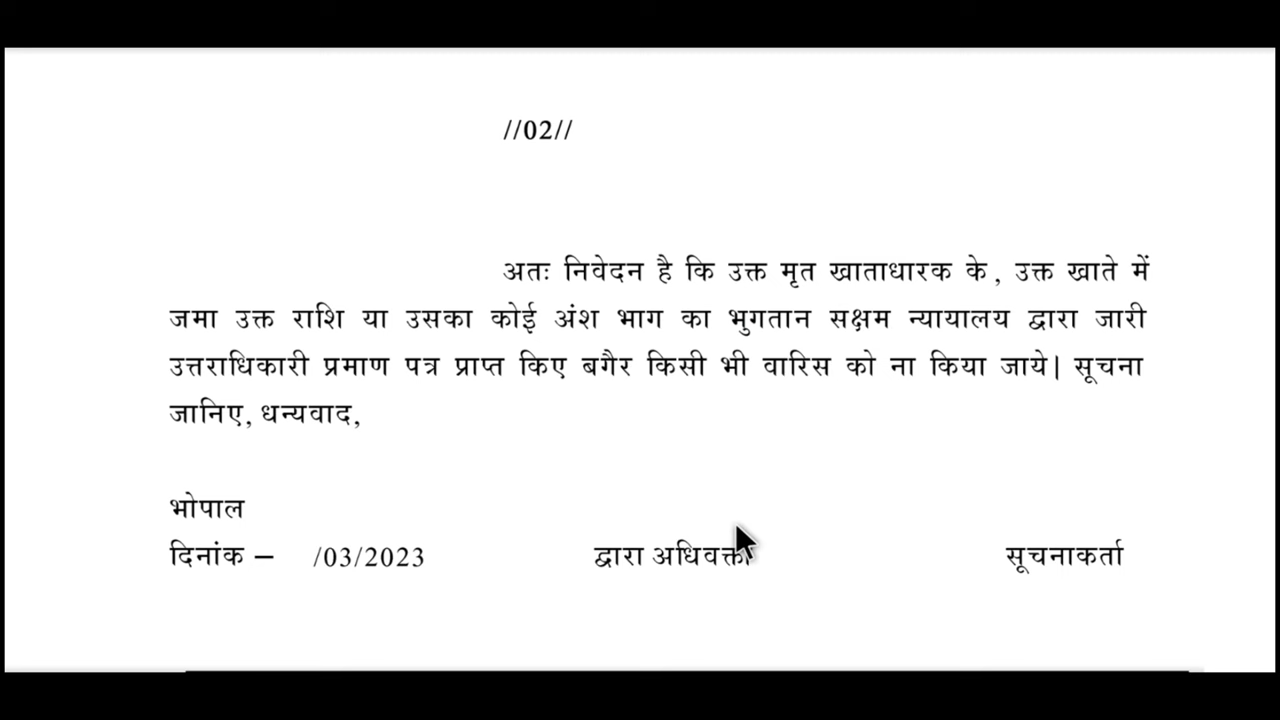 //02//
अतः निवेदन है कि उक्त मृत खाताधारक के, उक्त खाते में
जमा उक्त राशि या उसका कोई अंश भाग का भुगतान सक्षम न्यायालय द्वारा जारी
उत्तराधिकारी प्रमाण पत्र प्राप्त किए बगैर किसी भी वारिस को ना किया जाये| सूचना
जानिए, धन्यवाद,
भोपाल
दिनांक – /03/2023 द्वारा अधिवक्ता सूचनाकर्ता